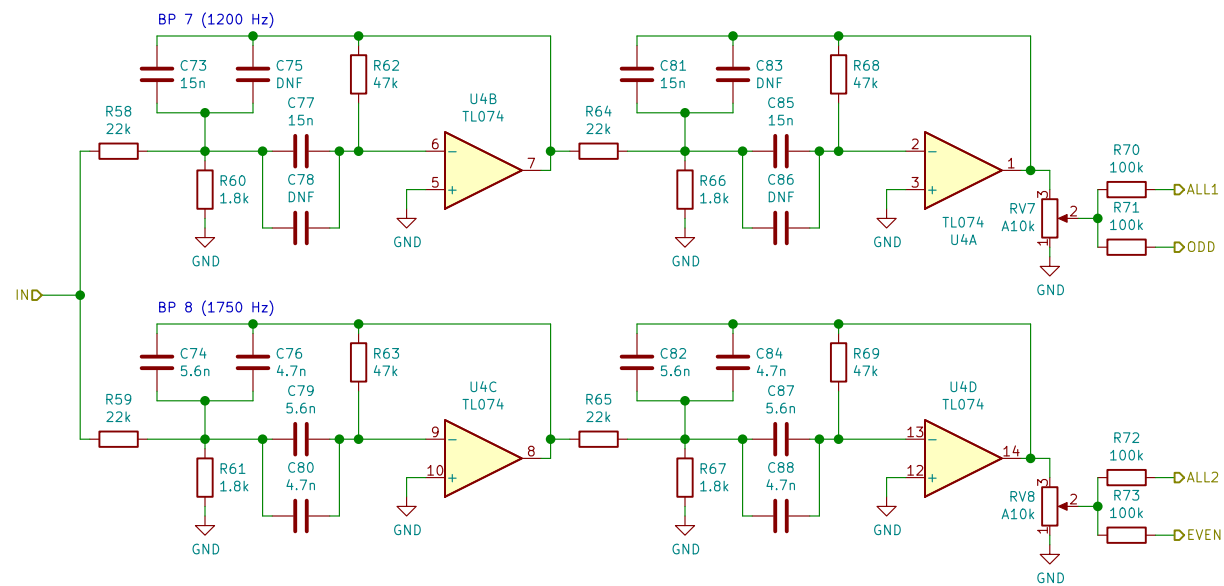 BP 7 (1200 Hz)
C73
15n
C75
DNF
R62
47k
C81
15n
C83
DNF
R68
47k
R58
22k
C77
15n
U4B
TL074
R64
22k
C85
15n
6
7
5
2
1
3
R60
1.8k
C78
DNF
GND
R66
1.8k
C86
DNF
GND
TL074
U4A
R70
100k
ALL1
3
RV7
A10k
2
1
R71
100k
ODD
GND
GND
GND
IN
BP 8 (1750 Hz)
C74
5.6n
C76
4.7n
R63
47k
C82
5.6n
C84
4.7n
R69
47k
R59
22k
C79
5.6n
U4C
TL074
R65
22k
C87
5.6n
U4D
TL074
9
8
10
13
14
12
R61
1.8k
C80
4.7n
GND
R67
1.8k
C88
4.7n
GND
R72
100k
ALL2
3
RV8
A10k
2
1
R73
100k
EVEN
GND
GND
GND